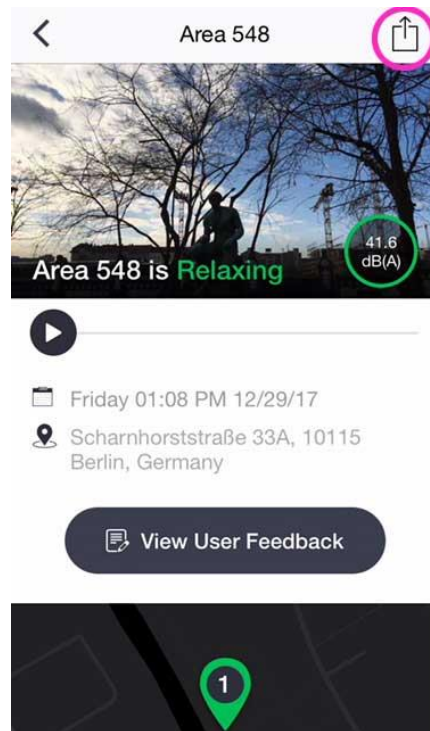 Area 548
41.6
dB(A)
Area 548 is Relaxing
Friday 01:08 PM 12/29/17
Scharnhorststraße 33A, 10115
Berlin, Germany
View User Feedback
1